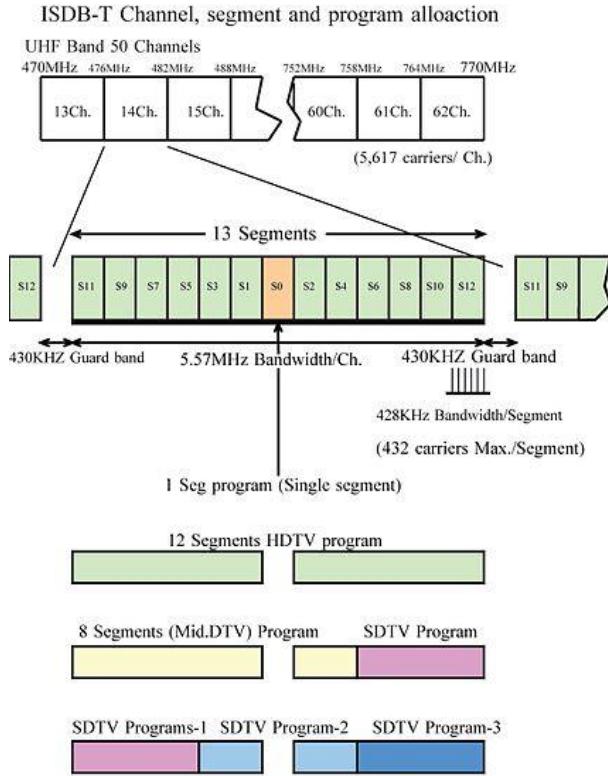 ISDB-T Channel, segment and program alloaction
UHF Band 50 Channels
470MHz 476MHz 482MHz 488MHz 752MHz 758MHz 764MHz 770MHz
13Ch. 14Ch. 15Ch. 60Ch. 61Ch. 62Ch.
(5,617 carriers/ Ch.)
13 Segments
S12 S11 S9 S7 S5 S3 S1 S0 S2 S4 S6 S8 S10 S12 S11 S9
430KHZ Guard band 5.57MHz Bandwidth/Ch. 430KHZ Guard band
428KHz Bandwidth/Segment
(432 carriers Max./Segment)
1 Seg program (Single segment)
12 Segments HDTV program
8 Segments (Mid.DTV) Program SDTV Program
SDTV Programs-1 SDTV Program-2 SDTV Program-3